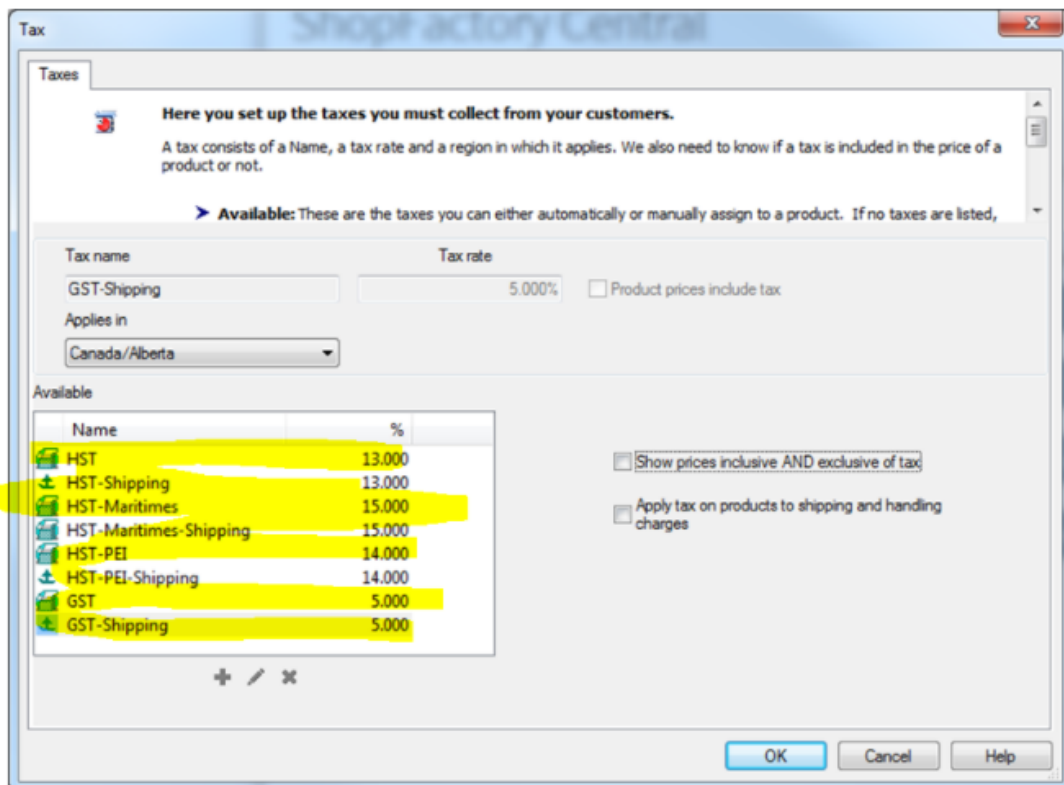 ShopFactory Central
Tax
Taxes
Here you set up the taxes you must collect from your customers.
A tax consists of a Name, a tax rate and a region in which it applies. We also need to know if a tax is included in the price of a
product or not.
➤ Available: These are the taxes you can either automatically or manually assign to a product. If no taxes are listed,
Tax name Tax rate
GST-Shipping 5.000% Product prices include tax
Applies in
Canada/Alberta
Available
Name %
HST 13.000
HST-Shipping 13.000
HST-Maritimes 15.000
HST-Maritimes-Shipping 15.000
HST-PEI 14.000
HST-PEI-Shipping 14.000
GST 5.000
GST-Shipping 5.000
Show prices inclusive AND exclusive of tax
Apply tax on products to shipping and handling
charges
OK Cancel Help